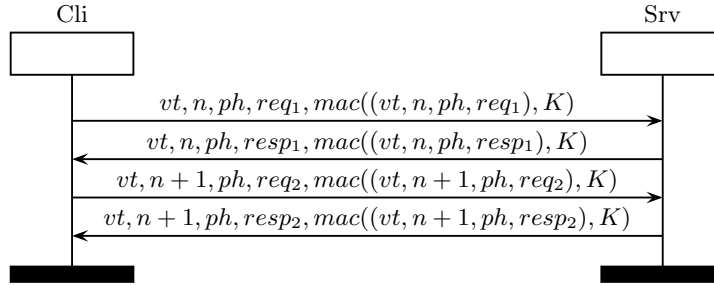 Cli Srv
vt, n, ph, req₁, mac((vt, n, ph, req₁), K)
vt, n, ph, resp₁, mac((vt, n, ph, resp₁), K)
vt, n + 1, ph, req₂, mac((vt, n + 1, ph, req₂), K)
vt, n + 1, ph, resp₂, mac((vt, n + 1, ph, resp₂), K)